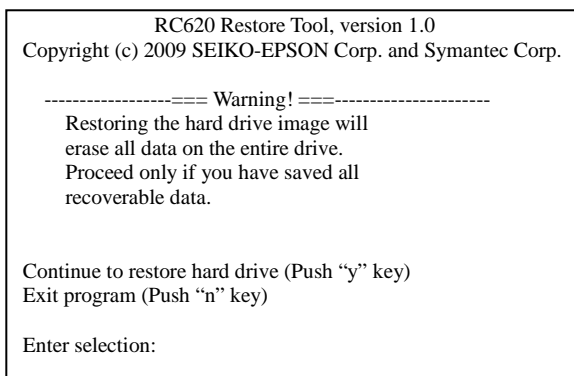 RC620 Restore Tool, version 1.0
Copyright (c) 2009 SEIKO-EPSON Corp. and Symantec Corp.
------------------=== Warning! ===----------------------
Restoring the hard drive image will
erase all data on the entire drive.
Proceed only if you have saved all
recoverable data.
Continue to restore hard drive (Push “y” key)
Exit program (Push “n” key)
Enter selection: